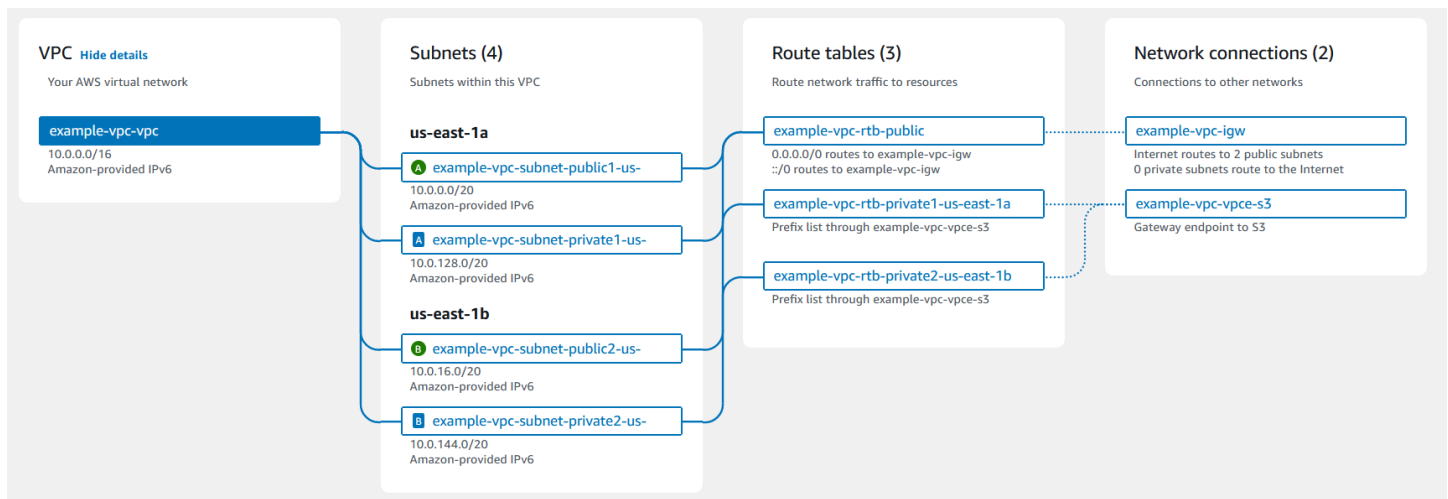 VPC Hide details
Your AWS virtual network
example-vpc-vpc
10.0.0.0/16
Amazon-provided IPv6
Subnets (4)
Subnets within this VPC
us-east-1a
A example-vpc-subnet-public1-us-
10.0.0.0/20
Amazon-provided IPv6
A example-vpc-subnet-private1-us-
10.0.128.0/20
Amazon-provided IPv6
us-east-1b
B example-vpc-subnet-public2-us-
10.0.16.0/20
Amazon-provided IPv6
B example-vpc-subnet-private2-us-
10.0.144.0/20
Amazon-provided IPv6
Route tables (3)
Route network traffic to resources
example-vpc-rtb-public
0.0.0.0/0 routes to example-vpc-igw
::/0 routes to example-vpc-igw
example-vpc-rtb-private1-us-east-1a
Prefix list through example-vpc-vpce-s3
example-vpc-rtb-private2-us-east-1b
Prefix list through example-vpc-vpce-s3
Network connections (2)
Connections to other networks
example-vpc-igw
Internet routes to 2 public subnets
0 private subnets route to the Internet
example-vpc-vpce-s3
Gateway endpoint to S3